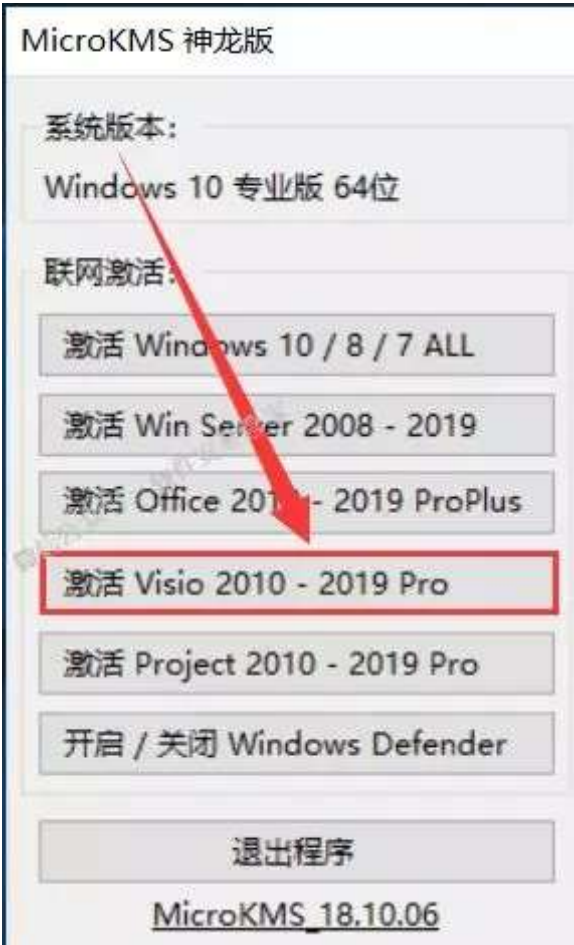 MicroKMS 神龙版
系统版本:
Windows 10 专业版 64位
联网激活:
激活 Windows 10 / 8 / 7 ALL
激活 Win Server 2008 - 2019
激活 Office 2010 - 2019 ProPlus
激活 Visio 2010 - 2019 Pro
激活 Project 2010 - 2019 Pro
开启 / 关闭 Windows Defender
退出程序
MicroKMS_18.10.06